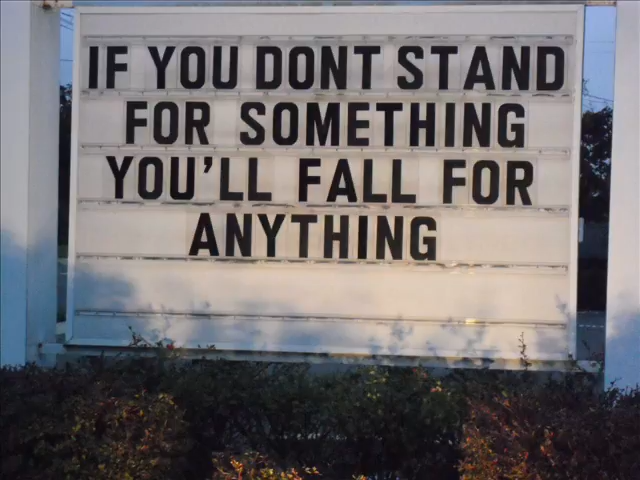 IF YOU DONT STAND
FOR SOMETHING
YOU'LL FALL FOR
ANYTHING